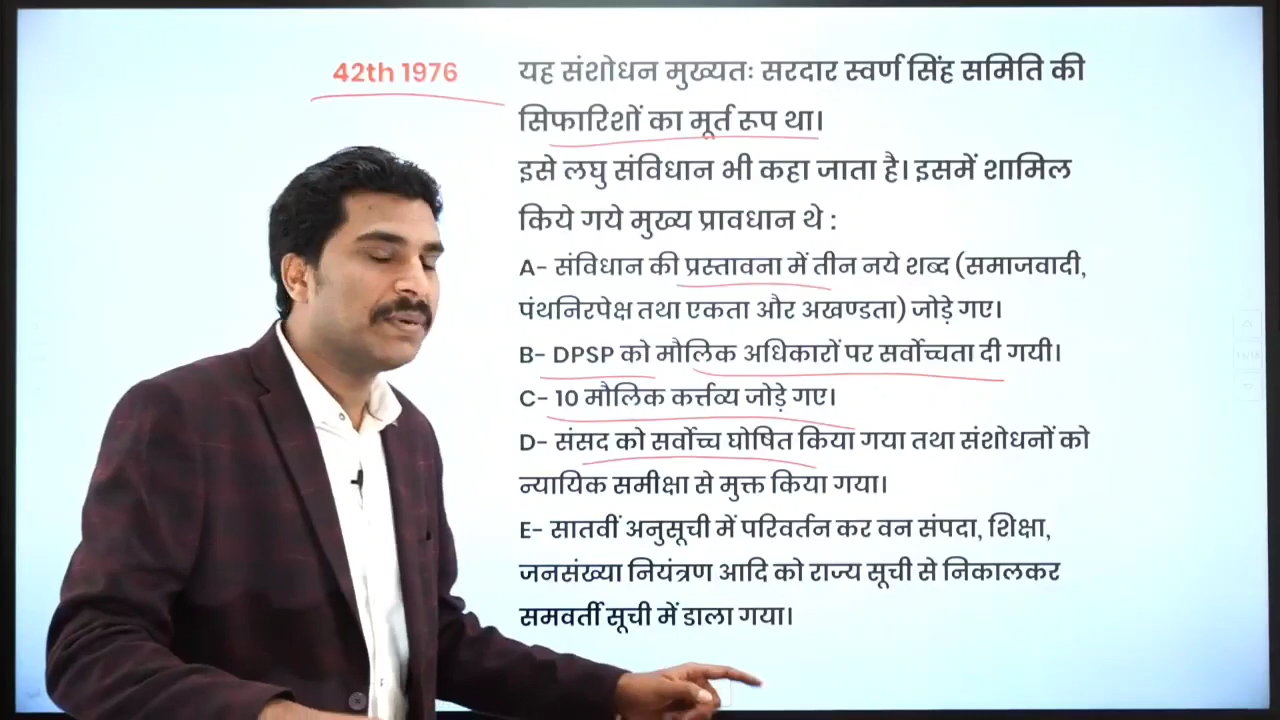 42th 1976
यह संशोधन मुख्यतः सरदार स्वर्ण सिंह समिति की
सिफारिशों का मूर्त रूप था।
इसे लघु संविधान भी कहा जाता है। इसमें शामिल
किये गये मुख्य प्रावधान थे :
A- संविधान की प्रस्तावना में तीन नये शब्द (समाजवादी,
पंथनिरपेक्ष तथा एकता और अखण्डता) जोड़े गए।
B- DPSP को मौलिक अधिकारों पर सर्वोच्चता दी गयी।
C- 10 मौलिक कर्त्तव्य जोड़े गए।
D- संसद को सर्वोच्च घोषित किया गया तथा संशोधनों को
न्यायिक समीक्षा से मुक्त किया गया।
E- सातवीं अनुसूची में परिवर्तन कर वन संपदा, शिक्षा,
जनसंख्या नियंत्रण आदि को राज्य सूची से निकालकर
समवर्ती सूची में डाला गया।